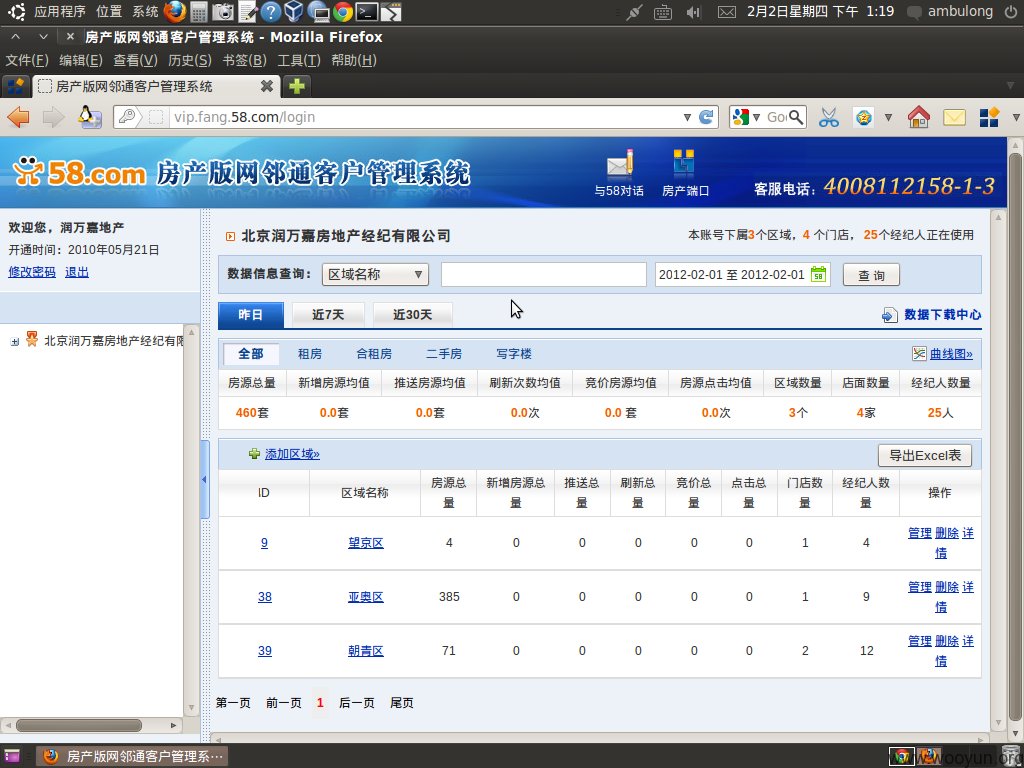 应用程序 位置 系统 2月2日星期四 下午 1:19 ambulong
房产版网邻通客户管理系统 - Mozilla Firefox
文件(F) 编辑(E) 查看(V) 历史(S) 书签(B) 工具(T) 帮助(H)
房产版网邻通客户管理系统
vip.fang.58.com/login Goo
58.com 房产版网邻通客户管理系统 与58对话 房产端口 客服电话：4008112158-1-3
欢迎您，润万嘉房地产
开通时间：2010年05月21日
修改密码 退出
北京润万嘉房地产经纪有限
北京润万嘉房地产经纪有限公司 本账号下属3个区域，4 个门店， 25个经纪人正在使用
数据信息查询： 区域名称 2012-02-01 至 2012-02-01 58 查 询
昨日 近7天 近30天 数据下载中心
全部 租房 合租房 二手房 写字楼 曲线图»
房源总量 新增房源均值 推送房源均值 刷新次数均值 竞价房源均值 房源点击均值 区域数量 店面数量 经纪人数量
460套 0.0套 0.0套 0.0次 0.0 套 0.0次 3个 4家 25人
添加区域» 导出Excel表
ID 区域名称 房源总量 新增房源总量 推送总量 刷新总量 竞价总量 点击总量 门店数量 经纪人数量 操作
9 望京区 4 0 0 0 0 0 1 4 管理 删除 详情
38 亚奥区 385 0 0 0 0 0 1 9 管理 删除 详情
39 朝青区 71 0 0 0 0 0 2 12 管理 删除 详情
第一页 前一页 1 后一页 尾页
房产版网邻通客户管理系…
www.wooyun.org